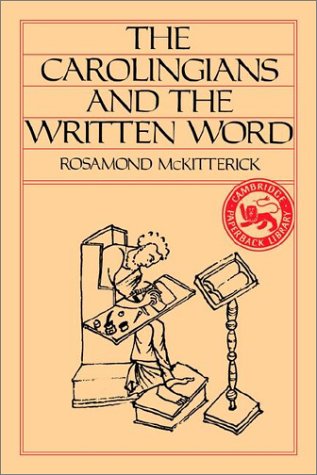 THE
CAROLINGIANS
AND THE
WRITTEN WORD
ROSAMOND McKITTERICK
CAMBRIDGE
PAPERBACK LIBRARY